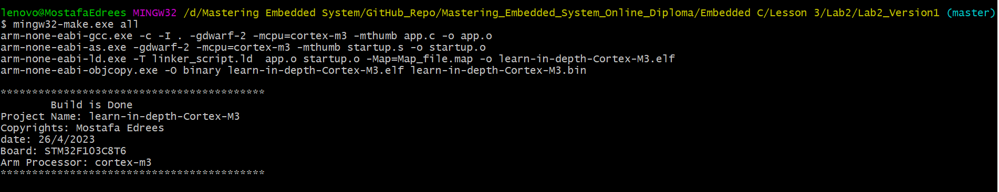 lenovo@MostafaEdrees MINGW32 /d/Mastering Embedded System/GitHub_Repo/Mastering_Embedded_System_Online_Diploma/Embedded C/Lesson 3/Lab2/Lab2_Version1 (master)
$ mingw32-make.exe all
arm-none-eabi-gcc.exe -c -I . -gdwarf-2 -mcpu=cortex-m3 -mthumb app.c -o app.o
arm-none-eabi-as.exe -gdwarf-2 -mcpu=cortex-m3 -mthumb startup.s -o startup.o
arm-none-eabi-ld.exe -T linker_script.ld  app.o startup.o -Map=Map_file.map -o learn-in-depth-Cortex-M3.elf
arm-none-eabi-objcopy.exe -O binary learn-in-depth-Cortex-M3.elf learn-in-depth-Cortex-M3.bin
******************************************
        Build is Done
Project Name: learn-in-depth-Cortex-M3
Copyrights: Mostafa Edrees
date: 26/4/2023
Board: STM32F103C8T6
Arm Processor: cortex-m3
******************************************